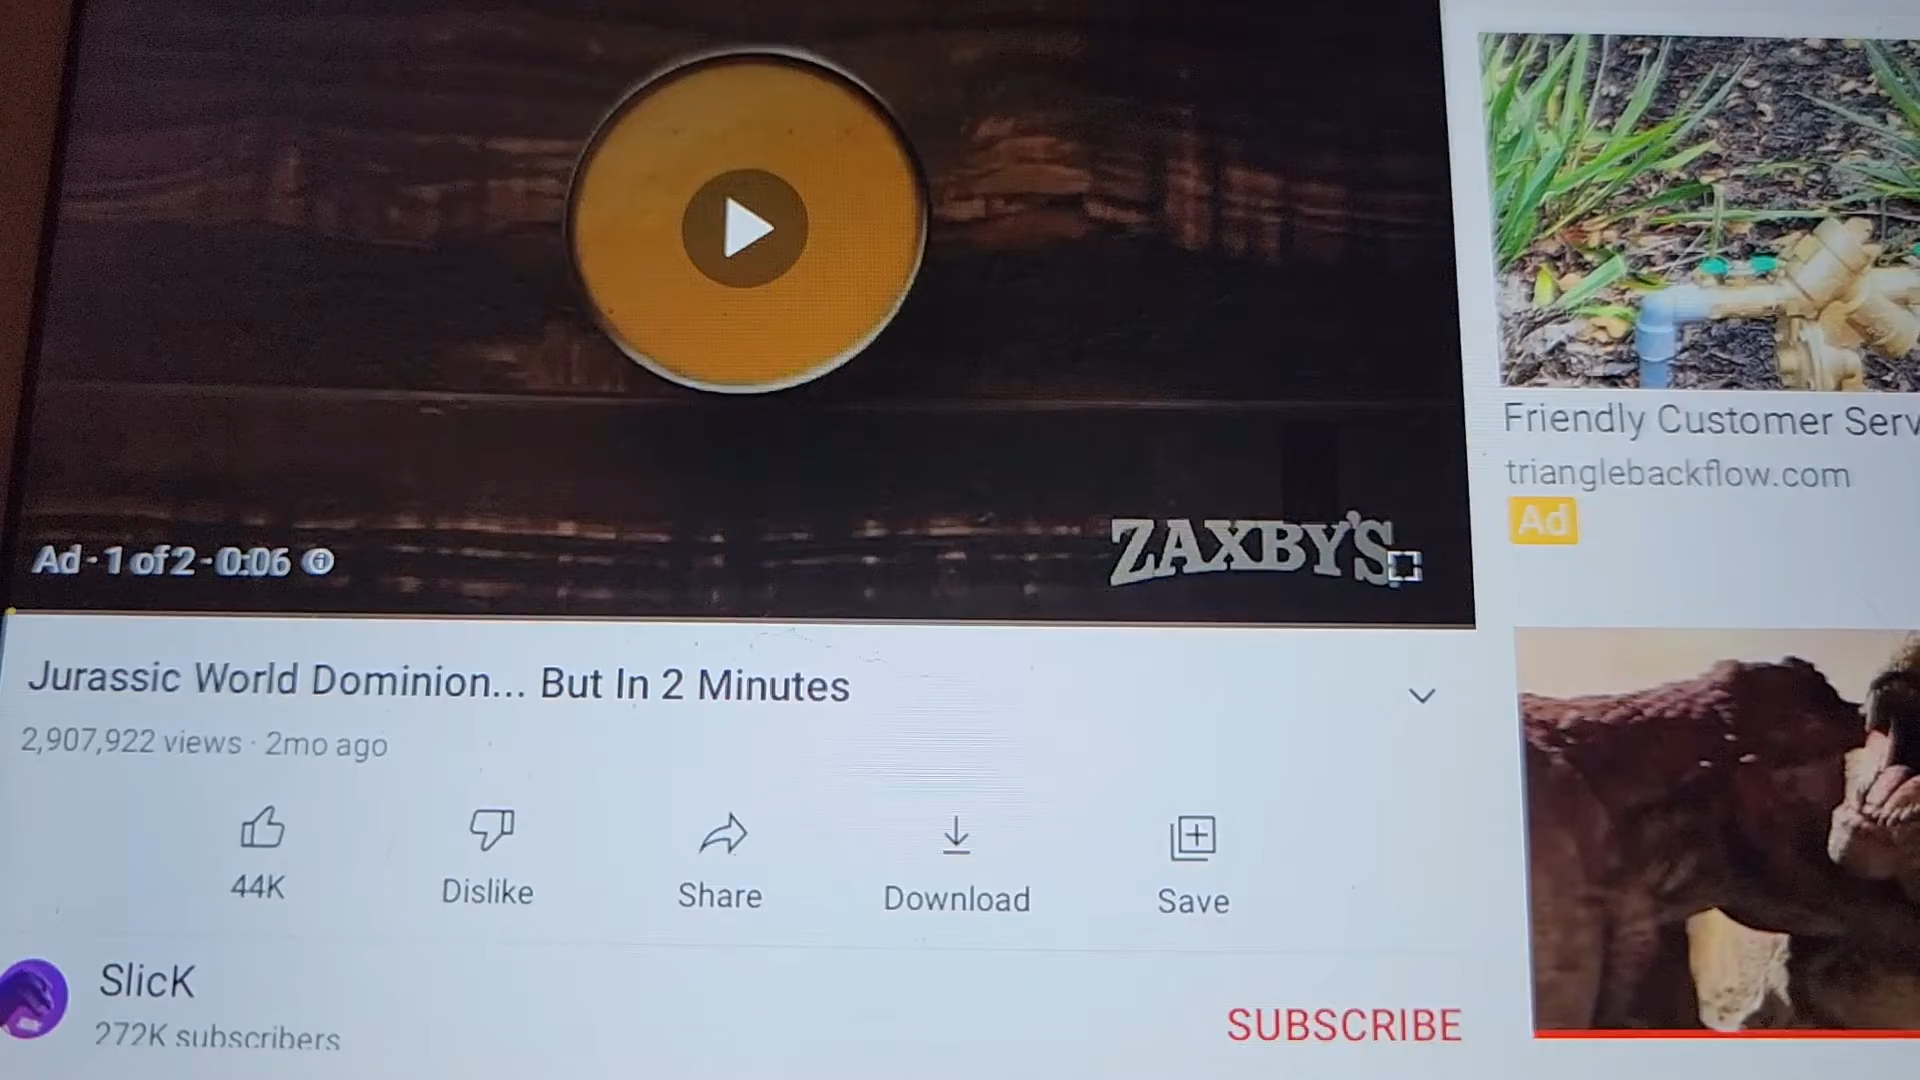 ZAXBY'S
Ad · 1 of 2 · 0:06
Jurassic World Dominion... But In 2 Minutes
2,907,922 views · 2mo ago
44K
Dislike
Share
Download
Save
SlicK
272K subscribers
SUBSCRIBE
Friendly Customer Serv
trianglebackflow.com
Ad